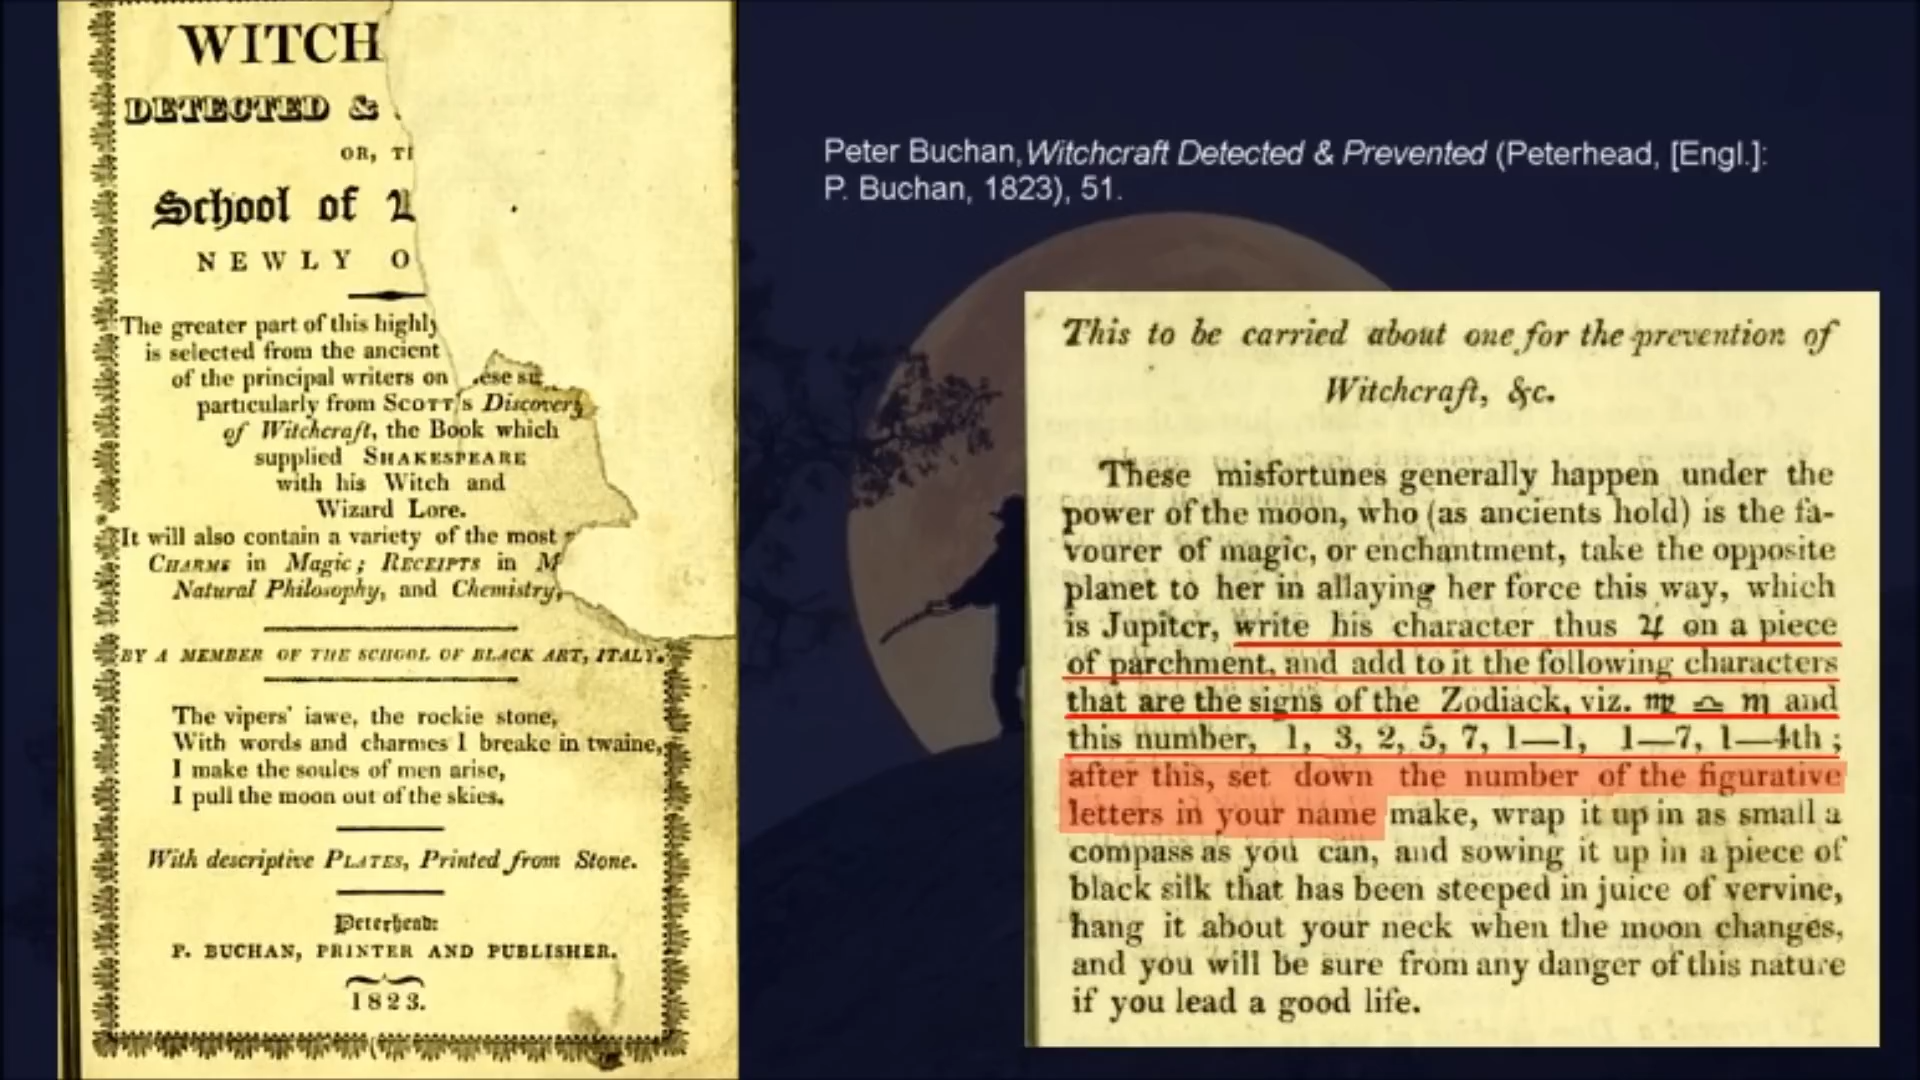 WITCH
DETECTED &
OR, TH
School of
NEWLY O
The greater part of this highly
is selected from the ancient
of the principal writers on ese su
particularly from SCOTT's Discovery
of Witchcraft, the Book which
supplied SHAKESPEARE
with his Witch and
Wizard Lore.
It will also contain a variety of the most
CHARMS in Magic; RECEIPTS in M
Natural Philosophy, and Chemistry,
BY A MEMBER OF THE SCHOOL OF BLACK ART, ITALY.
The vipers' iawe, the rockie stone,
With words and charmes I breake in twaine,
I make the soules of men arise,
I pull the moon out of the skies.
With descriptive PLATES, Printed from Stone.
Peterhead:
P. BUCHAN, PRINTER AND PUBLISHER.
1823.
Peter Buchan, Witchcraft Detected & Prevented (Peterhead, [Engl.]:
P. Buchan, 1823), 51.
This to be carried about one for the prevention of
Witchcraft, &c.
These misfortunes generally happen under the
power of the moon, who (as ancients hold) is the fa-
vourer of magic, or enchantment, take the opposite
planet to her in allaying her force this way, which
is Jupiter, write his character thus ♃ on a piece
of parchment, and add to it the following characters
that are the signs of the Zodiack, viz. ♍ ♎ ♏ and
this number, 1, 3, 2, 5, 7, 1—1, 1—7, 1—4th;
after this, set down the number of the figurative
letters in your name make, wrap it up in as small a
compass as you can, and sowing it up in a piece of
black silk that has been steeped in juice of vervine,
hang it about your neck when the moon changes,
and you will be sure from any danger of this nature
if you lead a good life.